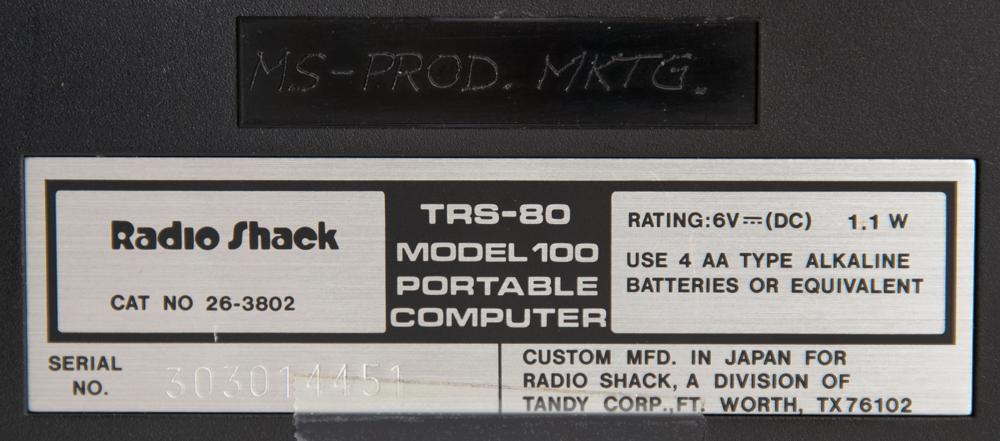 MS-PROD. MKTG.
Radio Shack
CAT NO 26-3802
TRS-80
MODEL 100
PORTABLE
COMPUTER
RATING:6V⎓(DC) 1.1 W
USE 4 AA TYPE ALKALINE
BATTERIES OR EQUIVALENT
SERIAL
NO.
303014451
CUSTOM MFD. IN JAPAN FOR
RADIO SHACK, A DIVISION OF
TANDY CORP.,FT. WORTH, TX76102